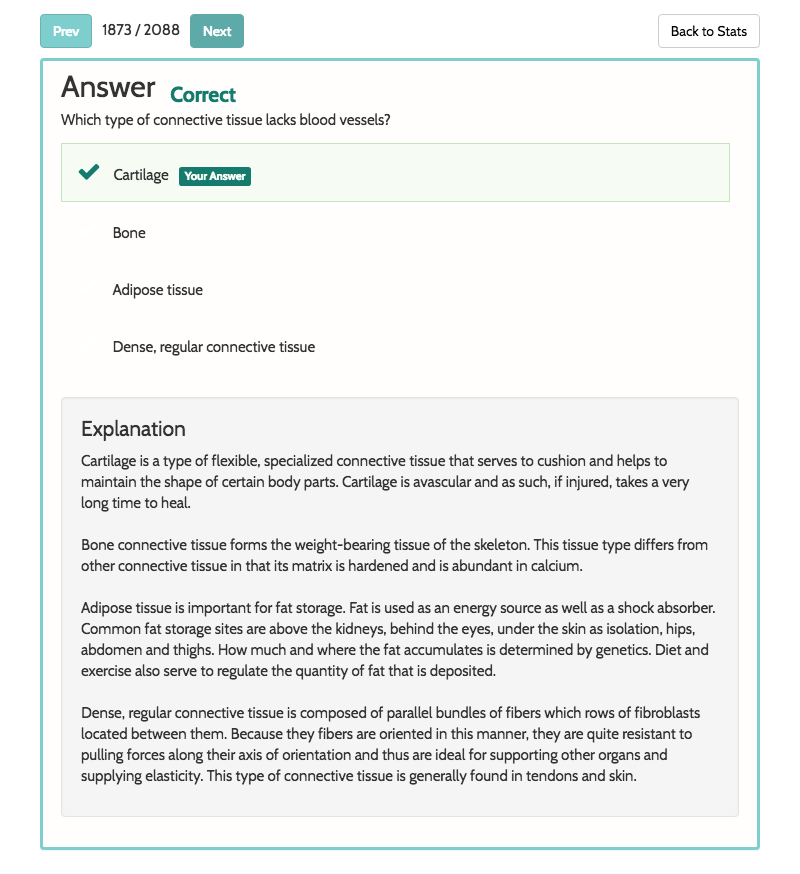 Prev 1873 / 2088 Next Back to Stats
Answer Correct
Which type of connective tissue lacks blood vessels?
Cartilage Your Answer
Bone
Adipose tissue
Dense, regular connective tissue
Explanation
Cartilage is a type of flexible, specialized connective tissue that serves to cushion and helps to
maintain the shape of certain body parts. Cartilage is avascular and as such, if injured, takes a very
long time to heal.
Bone connective tissue forms the weight-bearing tissue of the skeleton. This tissue type differs from
other connective tissue in that its matrix is hardened and is abundant in calcium.
Adipose tissue is important for fat storage. Fat is used as an energy source as well as a shock absorber.
Common fat storage sites are above the kidneys, behind the eyes, under the skin as isolation, hips,
abdomen and thighs. How much and where the fat accumulates is determined by genetics. Diet and
exercise also serve to regulate the quantity of fat that is deposited.
Dense, regular connective tissue is composed of parallel bundles of fibers which rows of fibroblasts
located between them. Because they fibers are oriented in this manner, they are quite resistant to
pulling forces along their axis of orientation and thus are ideal for supporting other organs and
supplying elasticity. This type of connective tissue is generally found in tendons and skin.